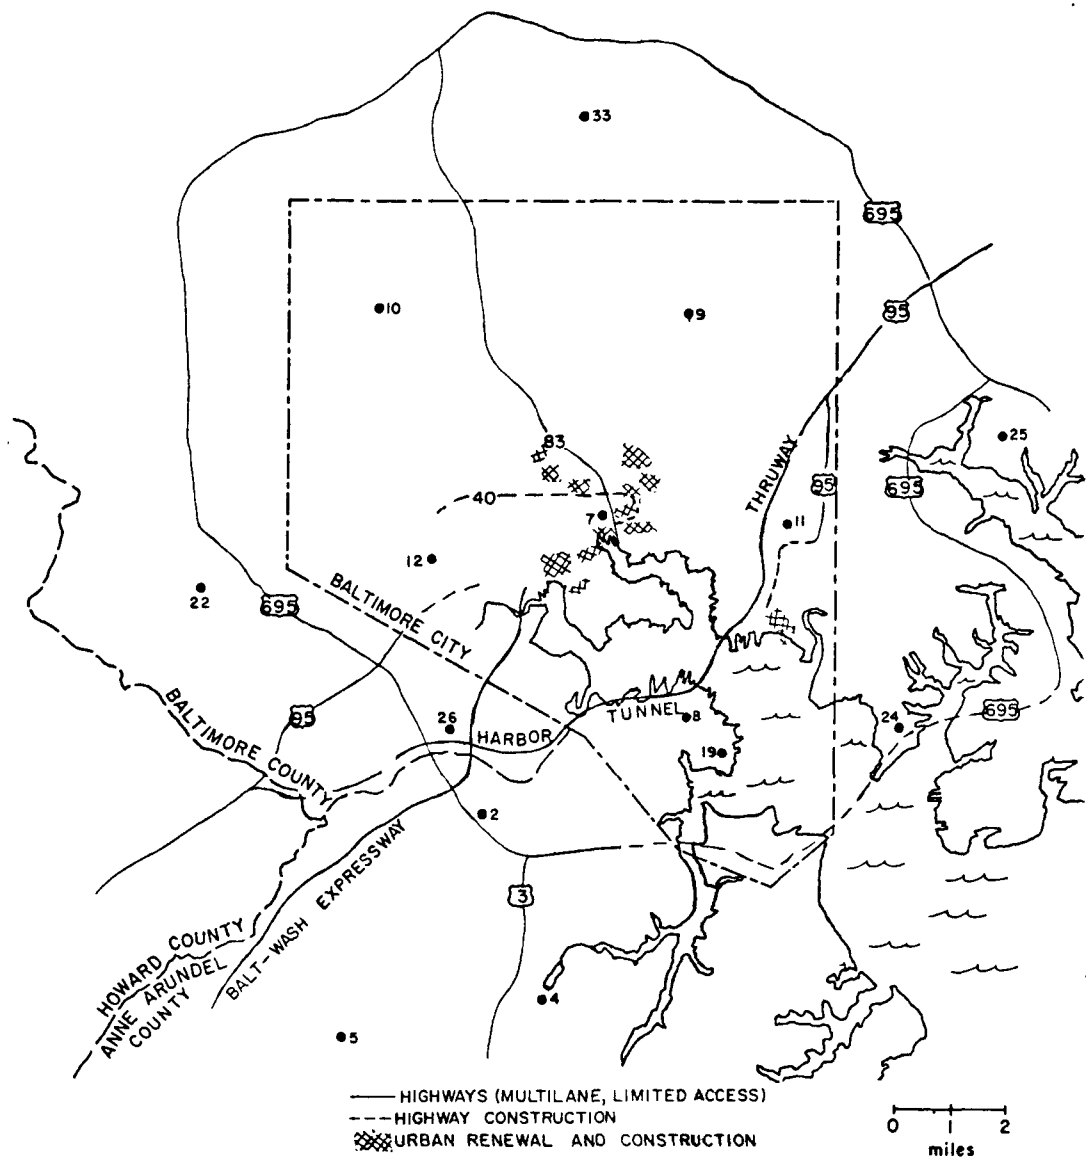 33
695
10
9
95
83
25
THRUWAY
95
695
40
7
11
12
22
695
BALTIMORE CITY
BALTIMORE COUNTY
95
26
HARBOR
TUNNEL
8
24
695
19
2
BALT-WASH EXPRESSWAY
3
HOWARD COUNTY
ANNE ARUNDEL
COUNTY
4
5
HIGHWAYS (MULTILANE, LIMITED ACCESS)
HIGHWAY CONSTRUCTION
URBAN RENEWAL AND CONSTRUCTION
0 2
miles